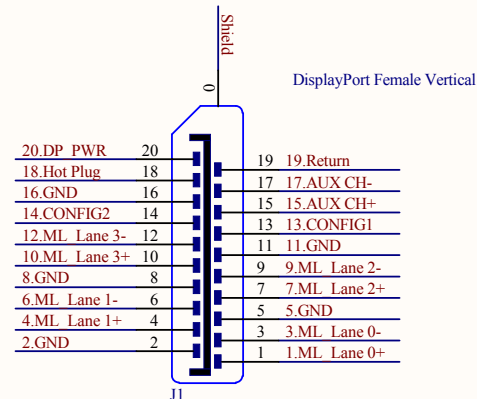 Shield
0
DisplayPort Female Vertical
20.DP_PWR 20
19 19.Return
18.Hot Plug 18
17 17.AUX CH-
16.GND 16
15 15.AUX CH+
14.CONFIG2 14
13 13.CONFIG1
12.ML_Lane 3- 12
11 11.GND
10.ML_Lane 3+ 10
9 9.ML_Lane 2-
8.GND 8
7 7.ML_Lane 2+
6.ML_Lane 1- 6
5 5.GND
4.ML_Lane 1+ 4
3 3.ML_Lane 0-
2.GND 2
1 1.ML_Lane 0+
J1